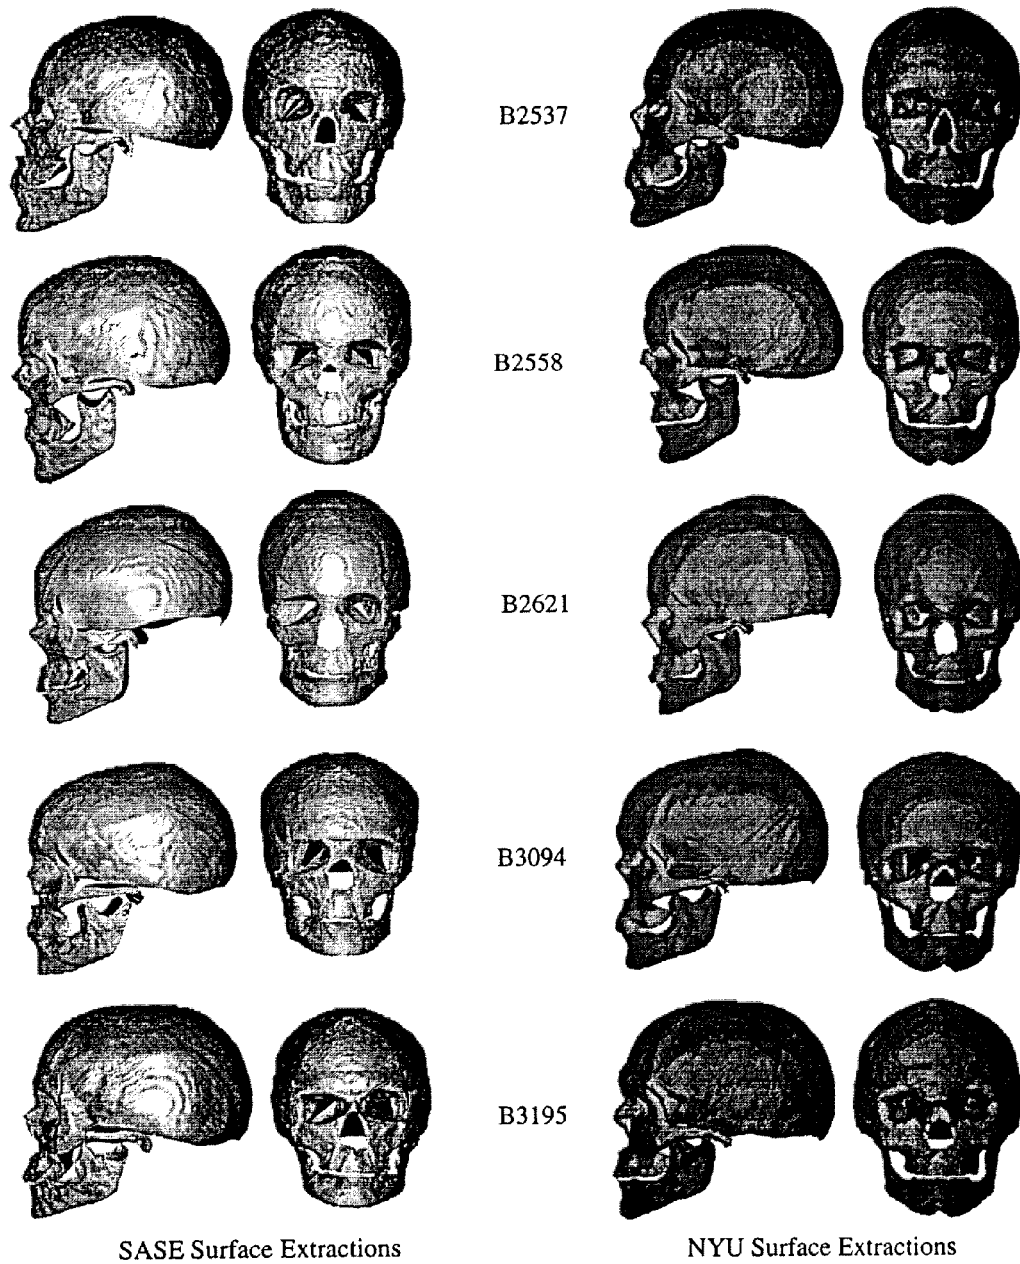 B2537
B2558
B2621
B3094
B3195
SASE Surface Extractions
NYU Surface Extractions